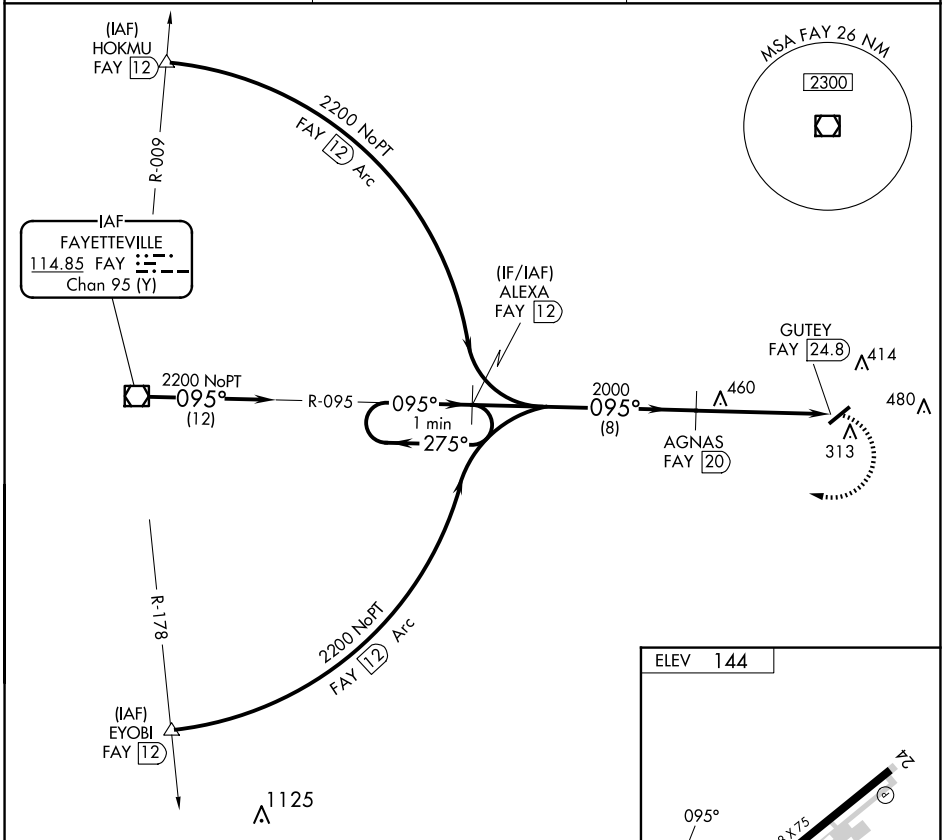 (IAF)
HOKMU
FAY 12
2200 NoPT
FAY 12 Arc
R-009
MSA FAY 26 NM
2300
IAF
FAYETTEVILLE
114.85 FAY
Chan 95 (Y)
(IF/IAF)
ALEXA
FAY 12
GUTEY
FAY 24.8
414
2200 NoPT
095°
(12)
R-095
095°
1 min
275°
2000
095°
(8)
460
480
AGNAS
FAY 20
313
R-178
2200 NoPT
FAY 12 Arc
(IAF)
EYOBI
FAY 12
1125
ELEV 144
24
P
095°
X 75